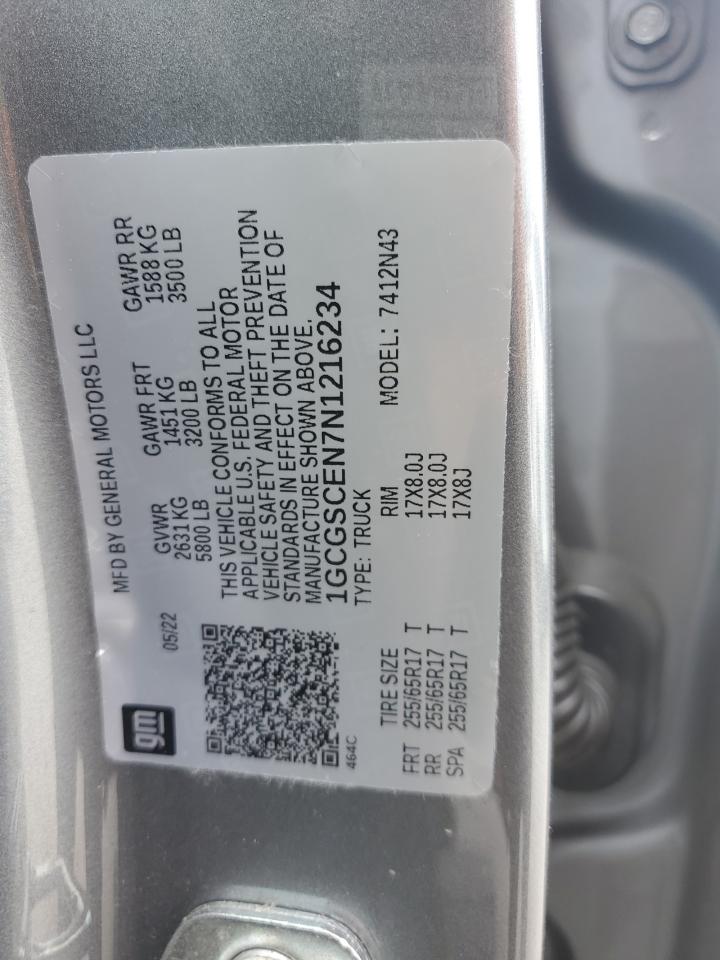 gm
05/22
MFD BY GENERAL MOTORS LLC
GVWR GAWR FRT GAWR RR
2631 KG 1451 KG 1588 KG
5800 LB 3200 LB 3500 LB
THIS VEHICLE CONFORMS TO ALL
APPLICABLE U.S. FEDERAL MOTOR
VEHICLE SAFETY AND THEFT PREVENTION
STANDARDS IN EFFECT ON THE DATE OF
MANUFACTURE SHOWN ABOVE.
1GCGSCEN7N1216234
464C
TYPE: TRUCK
TIRE SIZE RIM MODEL: 7412N43
FRT 255/65R17 T 17X8.0J
RR 255/65R17 T 17X8.0J
SPA 255/65R17 T 17X8J